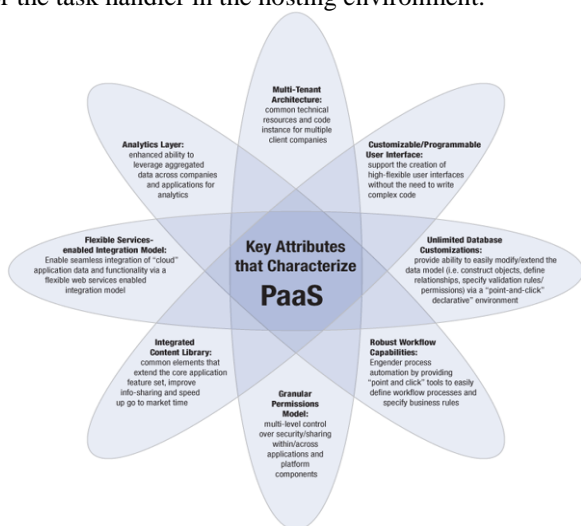 the task handler in the hosting environment.
Multi-Tenant
Architecture:
common technical
resources and code
instance for multiple
client companies
Customizable/Programmable
User Interface:
support the creation of
high-flexible user interfaces
without the need to write
complex code
Unlimited Database
Customizations:
provide ability to easily modify/extend the
data model (i.e. construct objects, define
relationships, specify validation rules/
permissions) via a "point-and-click"
declarative" environment
Robust Workflow
Capabilities:
Engender process
automation by providing
"point and click" tools to easily
define workflow processes and
specify business rules
Granular
Permissions
Model:
multi-level control
over security/sharing
within/across
applications and
platform
components
Integrated
Content Library:
common elements that
extend the core application
feature set, improve
info-sharing and speed
up go to market time
Flexible Services-
enabled Integration Model:
Enable seamless integration of "cloud"
application data and functionality via a
flexible web services enabled
integration model
Analytics Layer:
enhanced ability to
leverage aggregated
data across companies
and applications for
analytics
Key Attributes
that Characterize
PaaS